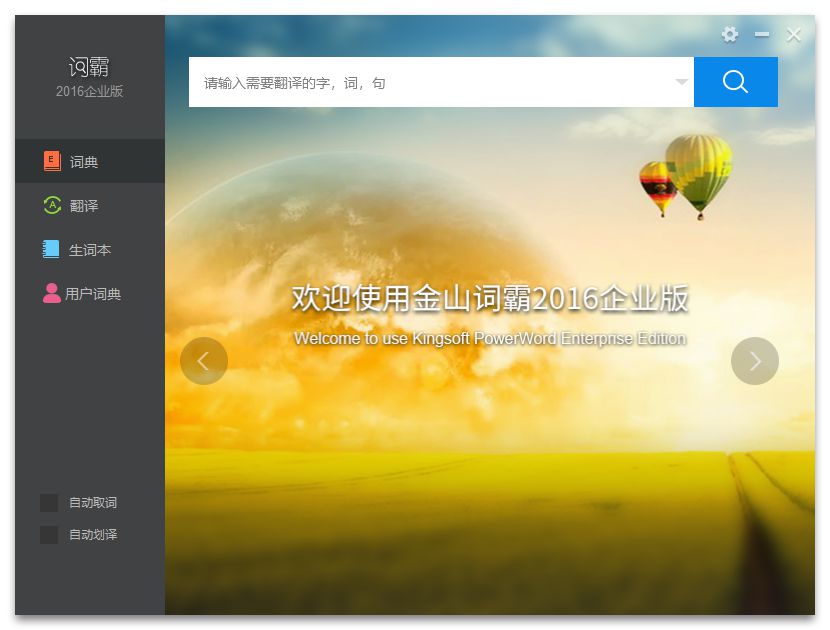 词霸
2016企业版
请输入需要翻译的字，词，句
E 词典
A 翻译
生词本
用户词典
欢迎使用金山词霸2016企业版
Welcome to use Kingsoft PowerWord Enterprise Edition
自动取词
自动划译